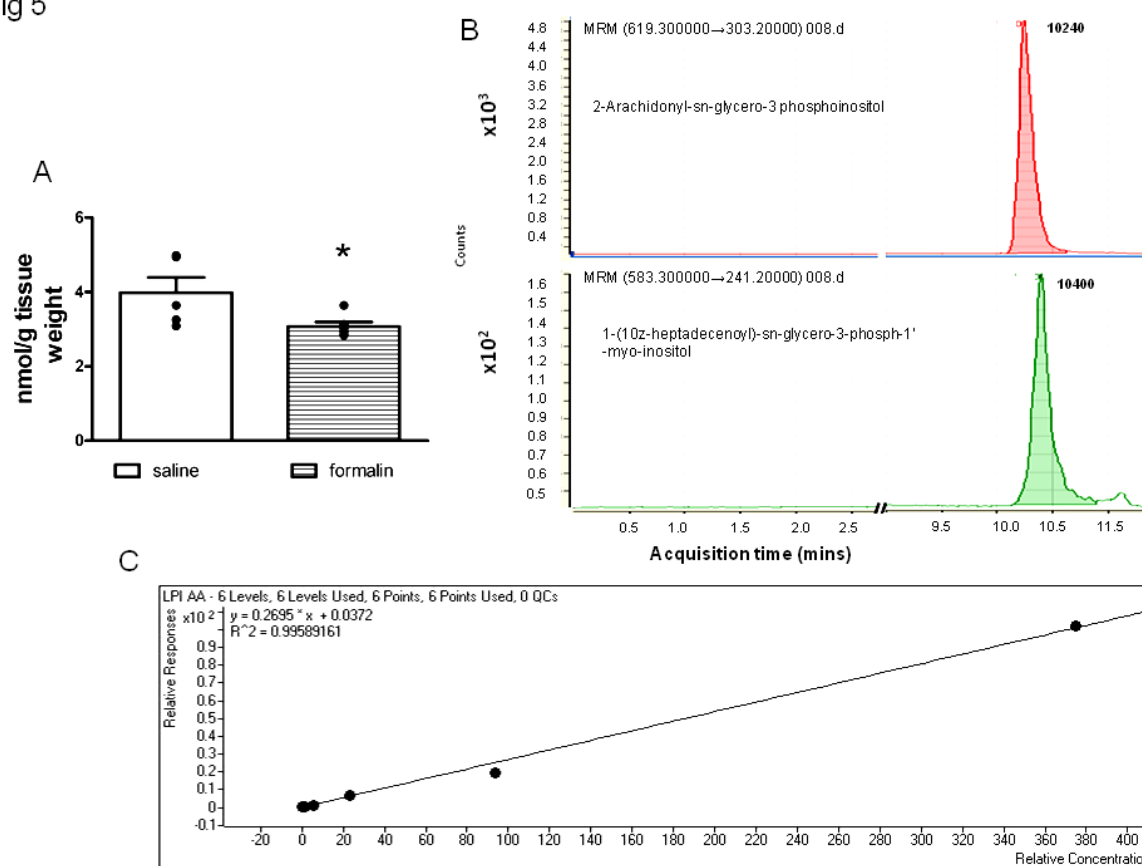 ig 5
A
nmol/g tissue
weight
6
4
2
0
*
saline
formalin
B
MRM (619.300000→303.20000) 008.d
10240
2-Arachidonyl-sn-glycero-3 phosphoinositol
x10³
4.8
4.4
4.0
3.6
3.2
2.8
2.4
2.0
1.6
1.2
0.8
0.4
Counts
MRM (583.300000→241.20000) 008.d
10400
1-(10z-heptadecenoyl)-sn-glycero-3-phosph-1'
-myo-inositol
x10²
1.6
1.5
1.4
1.3
1.2
1.1
1.0
0.9
0.8
0.7
0.6
0.5
0.5 1.0 1.5 2.0 2.5 // 9.5 10.0 10.5 11.5
Acquisition time (mins)
C
LPI AA - 6 Levels, 6 Levels Used, 6 Points, 6 Points Used, 0 QCs
Relative Responses
x10 2
y = 0.2695 * x + 0.0372
R^2 = 0.99589161
0.9
0.8
0.7
0.6
0.5
0.4
0.3
0.2
0.1
0
-0.1
-20 0 20 40 60 80 100 120 140 160 180 200 220 240 260 280 300 320 340 360 380 400
Relative Concentratio